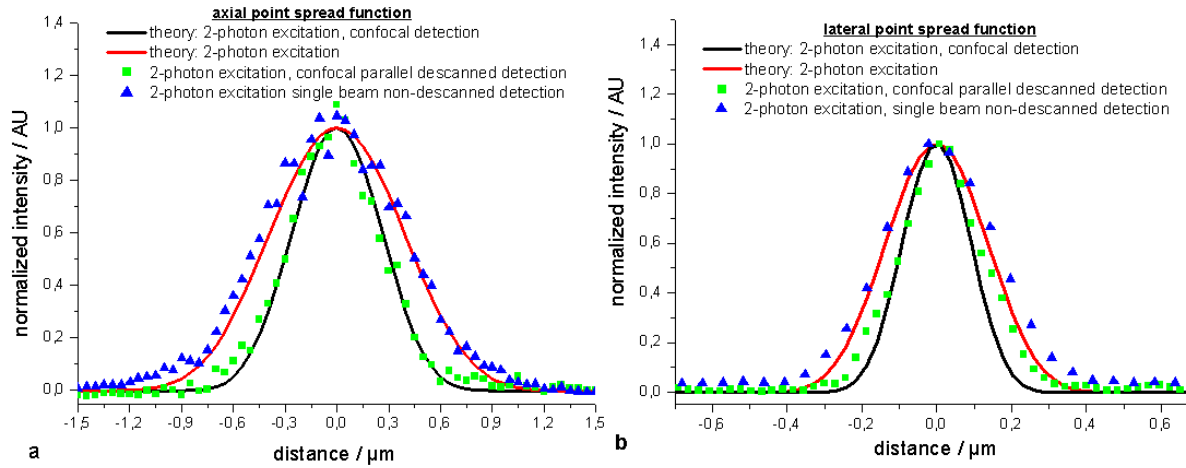 axial point spread function
theory: 2-photon excitation, confocal detection
theory: 2-photon excitation
2-photon excitation, confocal parallel descanned detection
2-photon excitation single beam non-descanned detection
normalized intensity / AU
1,4
1,2
1,0
0,8
0,6
0,4
0,2
0,0
-1,5 -1,2 -0,9 -0,6 -0,3 0,0 0,3 0,6 0,9 1,2 1,5
distance / µm
a
lateral point spread function
theory: 2-photon excitation, confocal detection
theory: 2-photon excitation
2-photon excitation, confocal parallel descanned detection
2-photon excitation, single beam non-descanned detection
normalized intensity / AU
1,4
1,2
1,0
0,8
0,6
0,4
0,2
0,0
-0,6 -0,4 -0,2 0,0 0,2 0,4 0,6
distance / µm
b